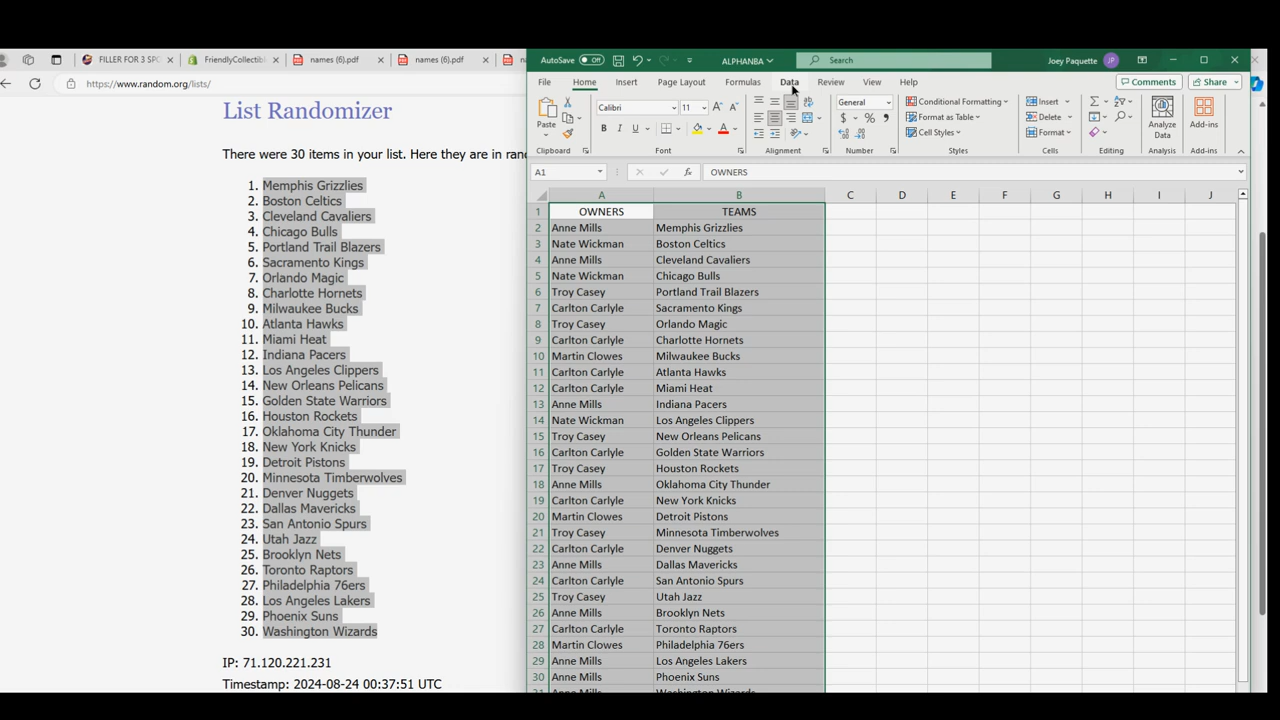 FILLER FOR 3 SPO
FriendlyCollectibl
names (6).pdf
names (6).pdf
https://www.random.org/lists/
List Randomizer
There were 30 items in your list. Here they are in ran
1. Memphis Grizzlies
2. Boston Celtics
3. Cleveland Cavaliers
4. Chicago Bulls
5. Portland Trail Blazers
6. Sacramento Kings
7. Orlando Magic
8. Charlotte Hornets
9. Milwaukee Bucks
10. Atlanta Hawks
11. Miami Heat
12. Indiana Pacers
13. Los Angeles Clippers
14. New Orleans Pelicans
15. Golden State Warriors
16. Houston Rockets
17. Oklahoma City Thunder
18. New York Knicks
19. Detroit Pistons
20. Minnesota Timberwolves
21. Denver Nuggets
22. Dallas Mavericks
23. San Antonio Spurs
24. Utah Jazz
25. Brooklyn Nets
26. Toronto Raptors
27. Philadelphia 76ers
28. Los Angeles Lakers
29. Phoenix Suns
30. Washington Wizards
IP: 71.120.221.231
Timestamp: 2024-08-24 00:37:51 UTC
AutoSave Off ALPHANBA Search Joey Paquette JP
File Home Insert Page Layout Formulas Data Review View Help Comments Share
Paste Calibri 11 General Conditional Formatting Insert Analyze Data Add-ins
B I U $ % Format as Table Delete
Cell Styles Format
Clipboard Font Alignment Number Styles Cells Editing Analysis Add-ins
A1 fx OWNERS
A B C D E F G H I J
1 OWNERS TEAMS
2 Anne Mills Memphis Grizzlies
3 Nate Wickman Boston Celtics
4 Anne Mills Cleveland Cavaliers
5 Nate Wickman Chicago Bulls
6 Troy Casey Portland Trail Blazers
7 Carlton Carlyle Sacramento Kings
8 Troy Casey Orlando Magic
9 Carlton Carlyle Charlotte Hornets
10 Martin Clowes Milwaukee Bucks
11 Carlton Carlyle Atlanta Hawks
12 Carlton Carlyle Miami Heat
13 Anne Mills Indiana Pacers
14 Nate Wickman Los Angeles Clippers
15 Troy Casey New Orleans Pelicans
16 Carlton Carlyle Golden State Warriors
17 Troy Casey Houston Rockets
18 Anne Mills Oklahoma City Thunder
19 Carlton Carlyle New York Knicks
20 Martin Clowes Detroit Pistons
21 Troy Casey Minnesota Timberwolves
22 Carlton Carlyle Denver Nuggets
23 Anne Mills Dallas Mavericks
24 Carlton Carlyle San Antonio Spurs
25 Troy Casey Utah Jazz
26 Anne Mills Brooklyn Nets
27 Carlton Carlyle Toronto Raptors
28 Martin Clowes Philadelphia 76ers
29 Anne Mills Los Angeles Lakers
30 Anne Mills Phoenix Suns
31 Anne Mills Washington Wizards